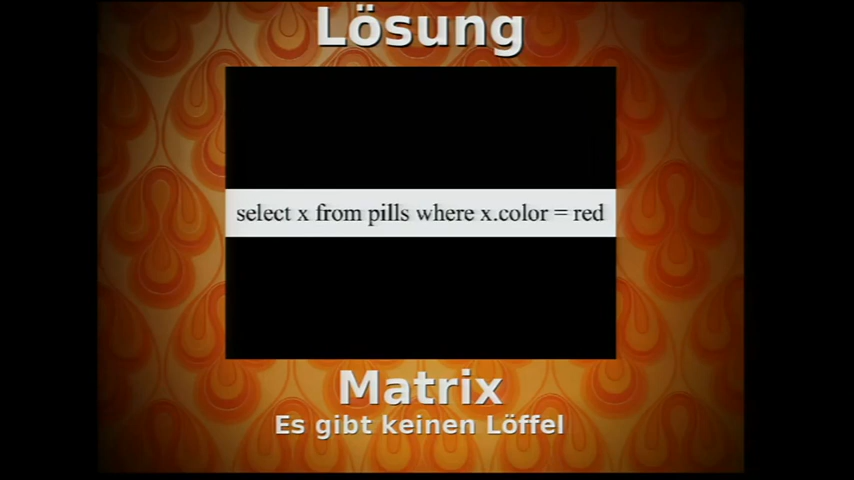 Lösung
select x from pills where x.color = red
Matrix
Es gibt keinen Löffel